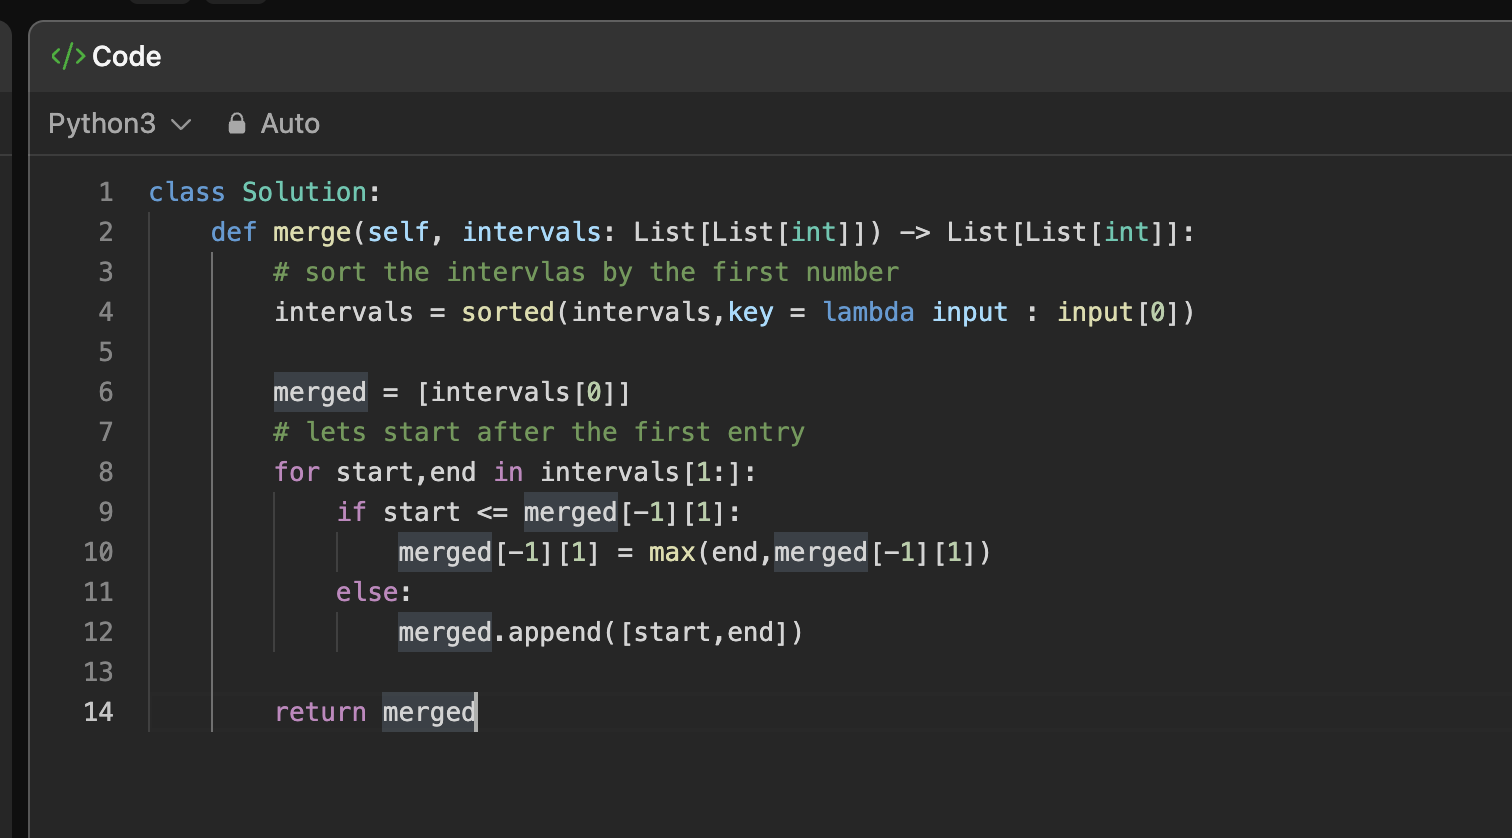 </> Code
Python3 Auto
1 class Solution:
2     def merge(self, intervals: List[List[int]]) -> List[List[int]]:
3         # sort the intervlas by the first number
4         intervals = sorted(intervals,key = lambda input : input[0])
5
6         merged = [intervals[0]]
7         # lets start after the first entry
8         for start,end in intervals[1:]:
9             if start <= merged[-1][1]:
10                 merged[-1][1] = max(end,merged[-1][1])
11             else:
12                 merged.append([start,end])
13
14         return merged